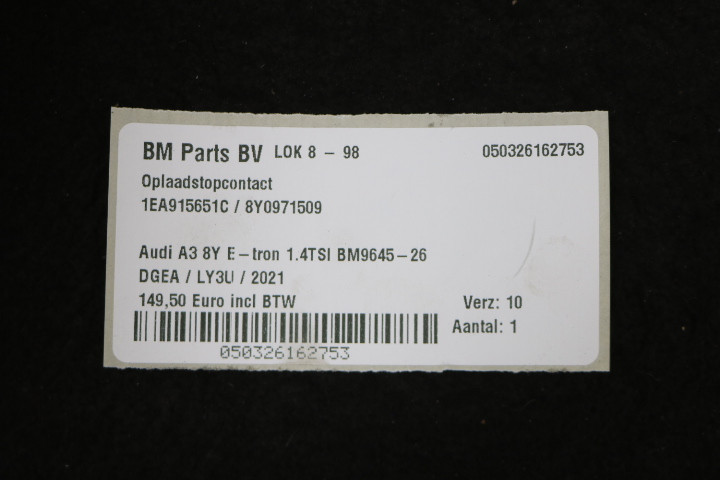 BM Parts BV LOK 8 - 98 050326162753
Oplaadstopcontact
1EA915651C / 8Y0971509
Audi A3 8Y E-tron 1.4TSI BM9645-26
DGEA / LY3U / 2021
149,50 Euro incl BTW Verz: 10
Aantal: 1
050326162753